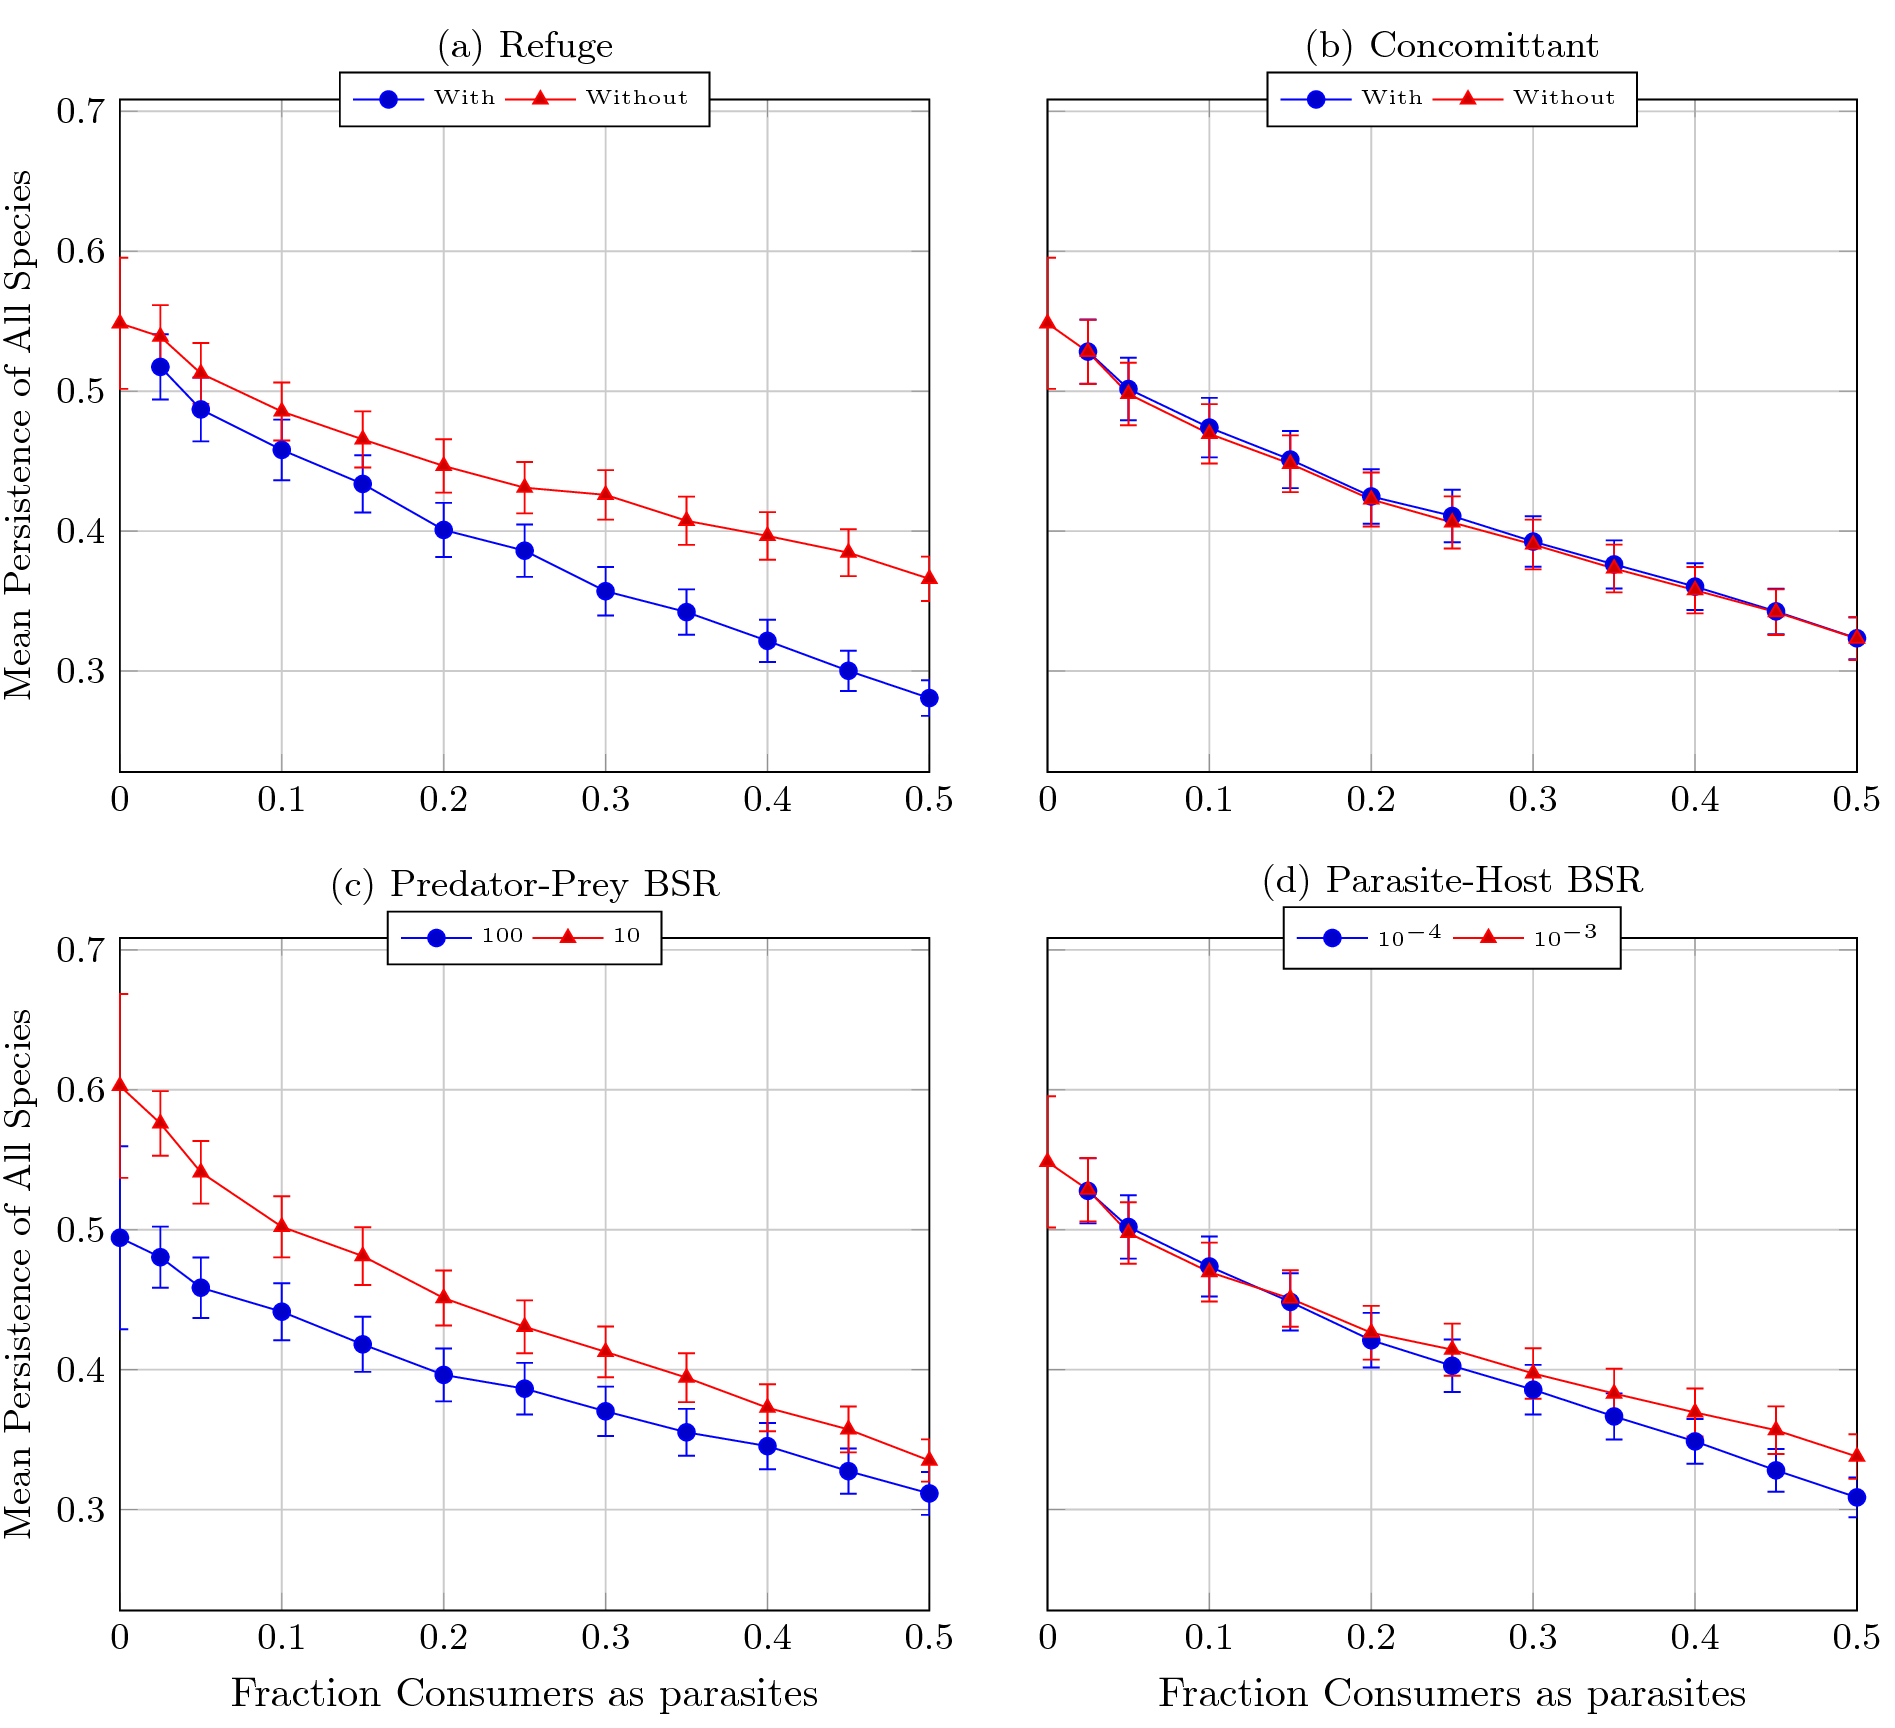 (a) Refuge
With Without
0.7
0.6
0.5
0.4
0.3
Mean Persistence of All Species
0 0.1 0.2 0.3 0.4 0.5
(b) Concomittant
With Without
0 0.1 0.2 0.3 0.4 0.5
(c) Predator-Prey BSR
100 10
0.7
0.6
0.5
0.4
0.3
Mean Persistence of All Species
0 0.1 0.2 0.3 0.4 0.5
Fraction Consumers as parasites
(d) Parasite-Host BSR
10⁻⁴ 10⁻³
0 0.1 0.2 0.3 0.4 0.5
Fraction Consumers as parasites